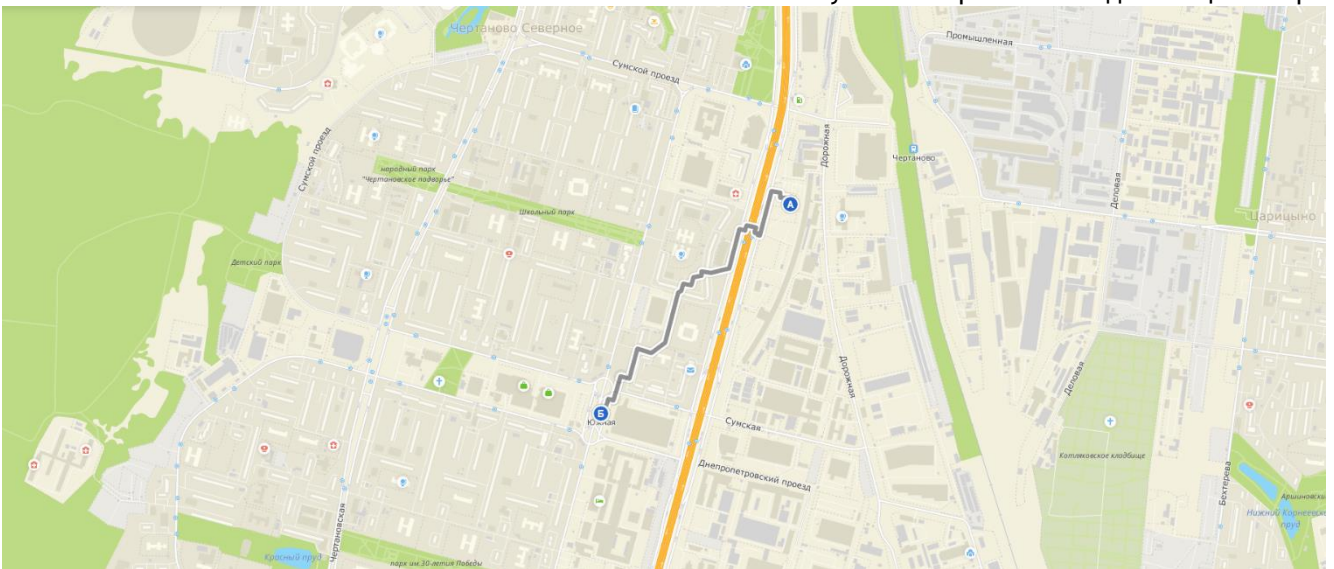 Чертаново Северное
Промышленная
Сумской проезд
Дорожная
Чертаново
Сумской проезд
народный парк
"Чертановское подворье"
Деловая
А
Школьный парк
Царицыно
Детский парк
Дорожная
Деловая
Б
Южная
Сумская
Котляковское кладбище
Днепропетровский проезд
Бехтерева
Чертановская
Красный пруд
парк им.30-летия Победы
пруд